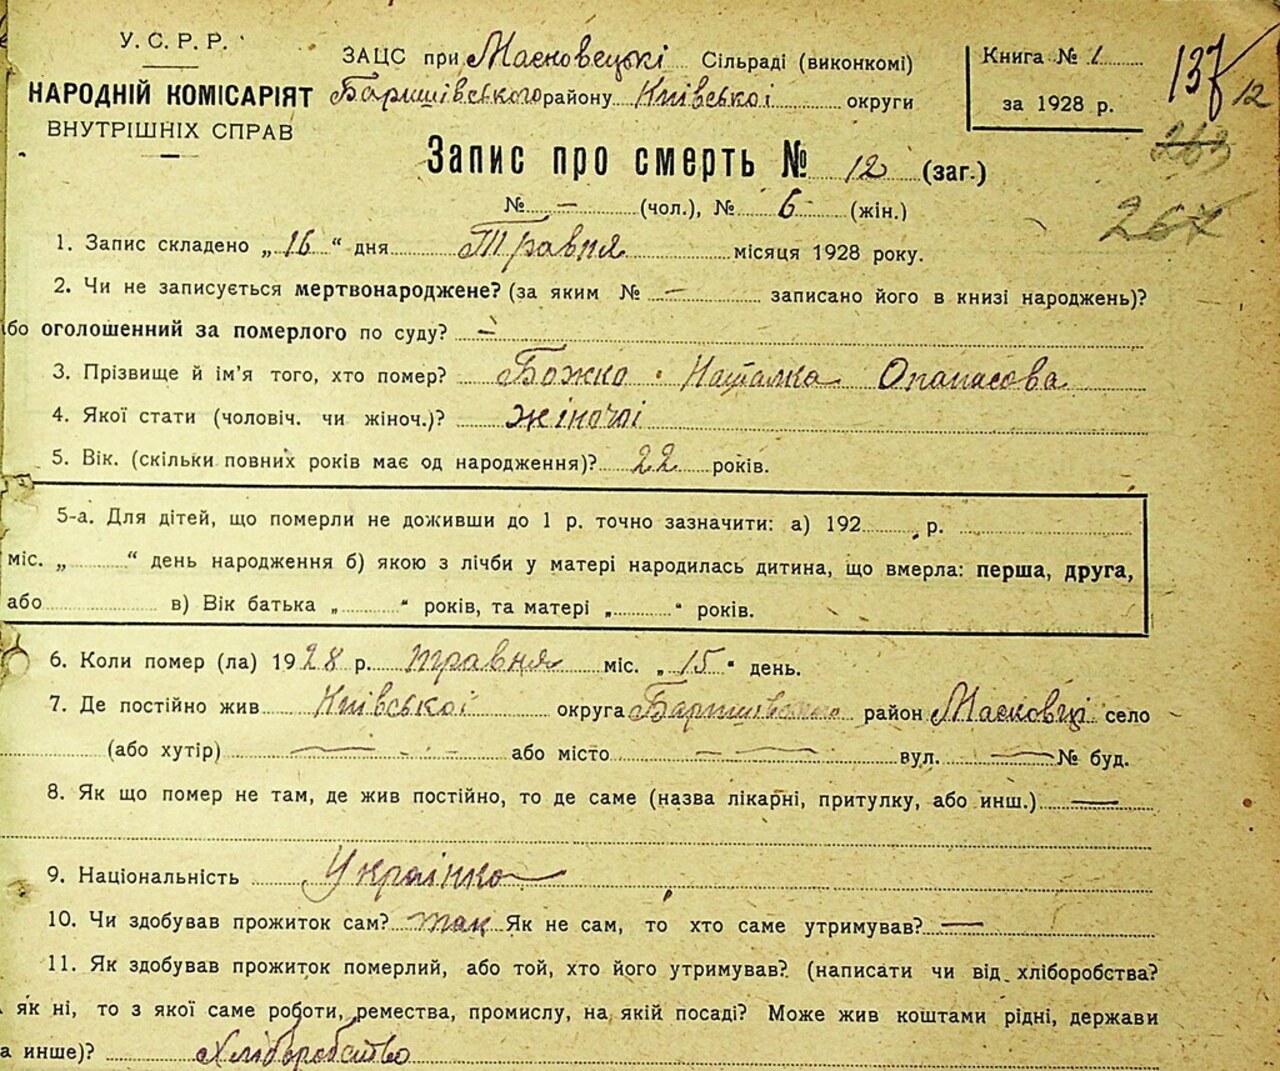 У. С. Р. Р.
НАРОДНІЙ КОМІСАРІЯТ
ВНУТРІШНІХ СПРАВ
ЗАЦС при Масковецькі Сільраді (виконкомі)
Баришівського району Київської округи
Книга № 1
за 1928 р.
137
12
263
267
Запис про смерть № 12 (заг.)
№ — (чол.), № 6 (жін.)
1. Запис складено „16“ дня Травня місяця 1928 року.
2. Чи не записується мертвонароджене? (за яким № — записано його в книзі народжень)?
або оголошенний за померлого по суду? —
3. Прізвище й ім'я того, хто помер? Божко Наталка Опанасова
4. Якої стати (чоловіч. чи жіноч.)? жіночої
5. Вік. (скільки повних років має од народження)? 22 років.
5-а. Для дітей, що померли не доживши до 1 р. точно зазначити: а) 192 р.
міс. „ “ день народження б) якою з лічби у матері народилась дитина, що вмерла: перша, друга,
або в) Вік батька „ “ років, та матері „ “ років.
6. Коли помер (ла) 1928 р. травня міс. „15“ день.
7. Де постійно жив Київської округа Баришівського район Масковці село
(або хутір) — або місто — вул. — № буд.
8. Як що помер не там, де жив постійно, то де саме (назва лікарні, притулку, або инш.) —
9. Національність Українка
10. Чи здобував прожиток сам? так Як не сам, то хто саме утримував? —
11. Як здобував прожиток померлий, або той, хто його утримував? (написати чи від хліборобства?
як ні, то з якої саме роботи, ремества, промислу, на якій посаді? Може жив коштами рідні, держави
а инше)? Хліборобство